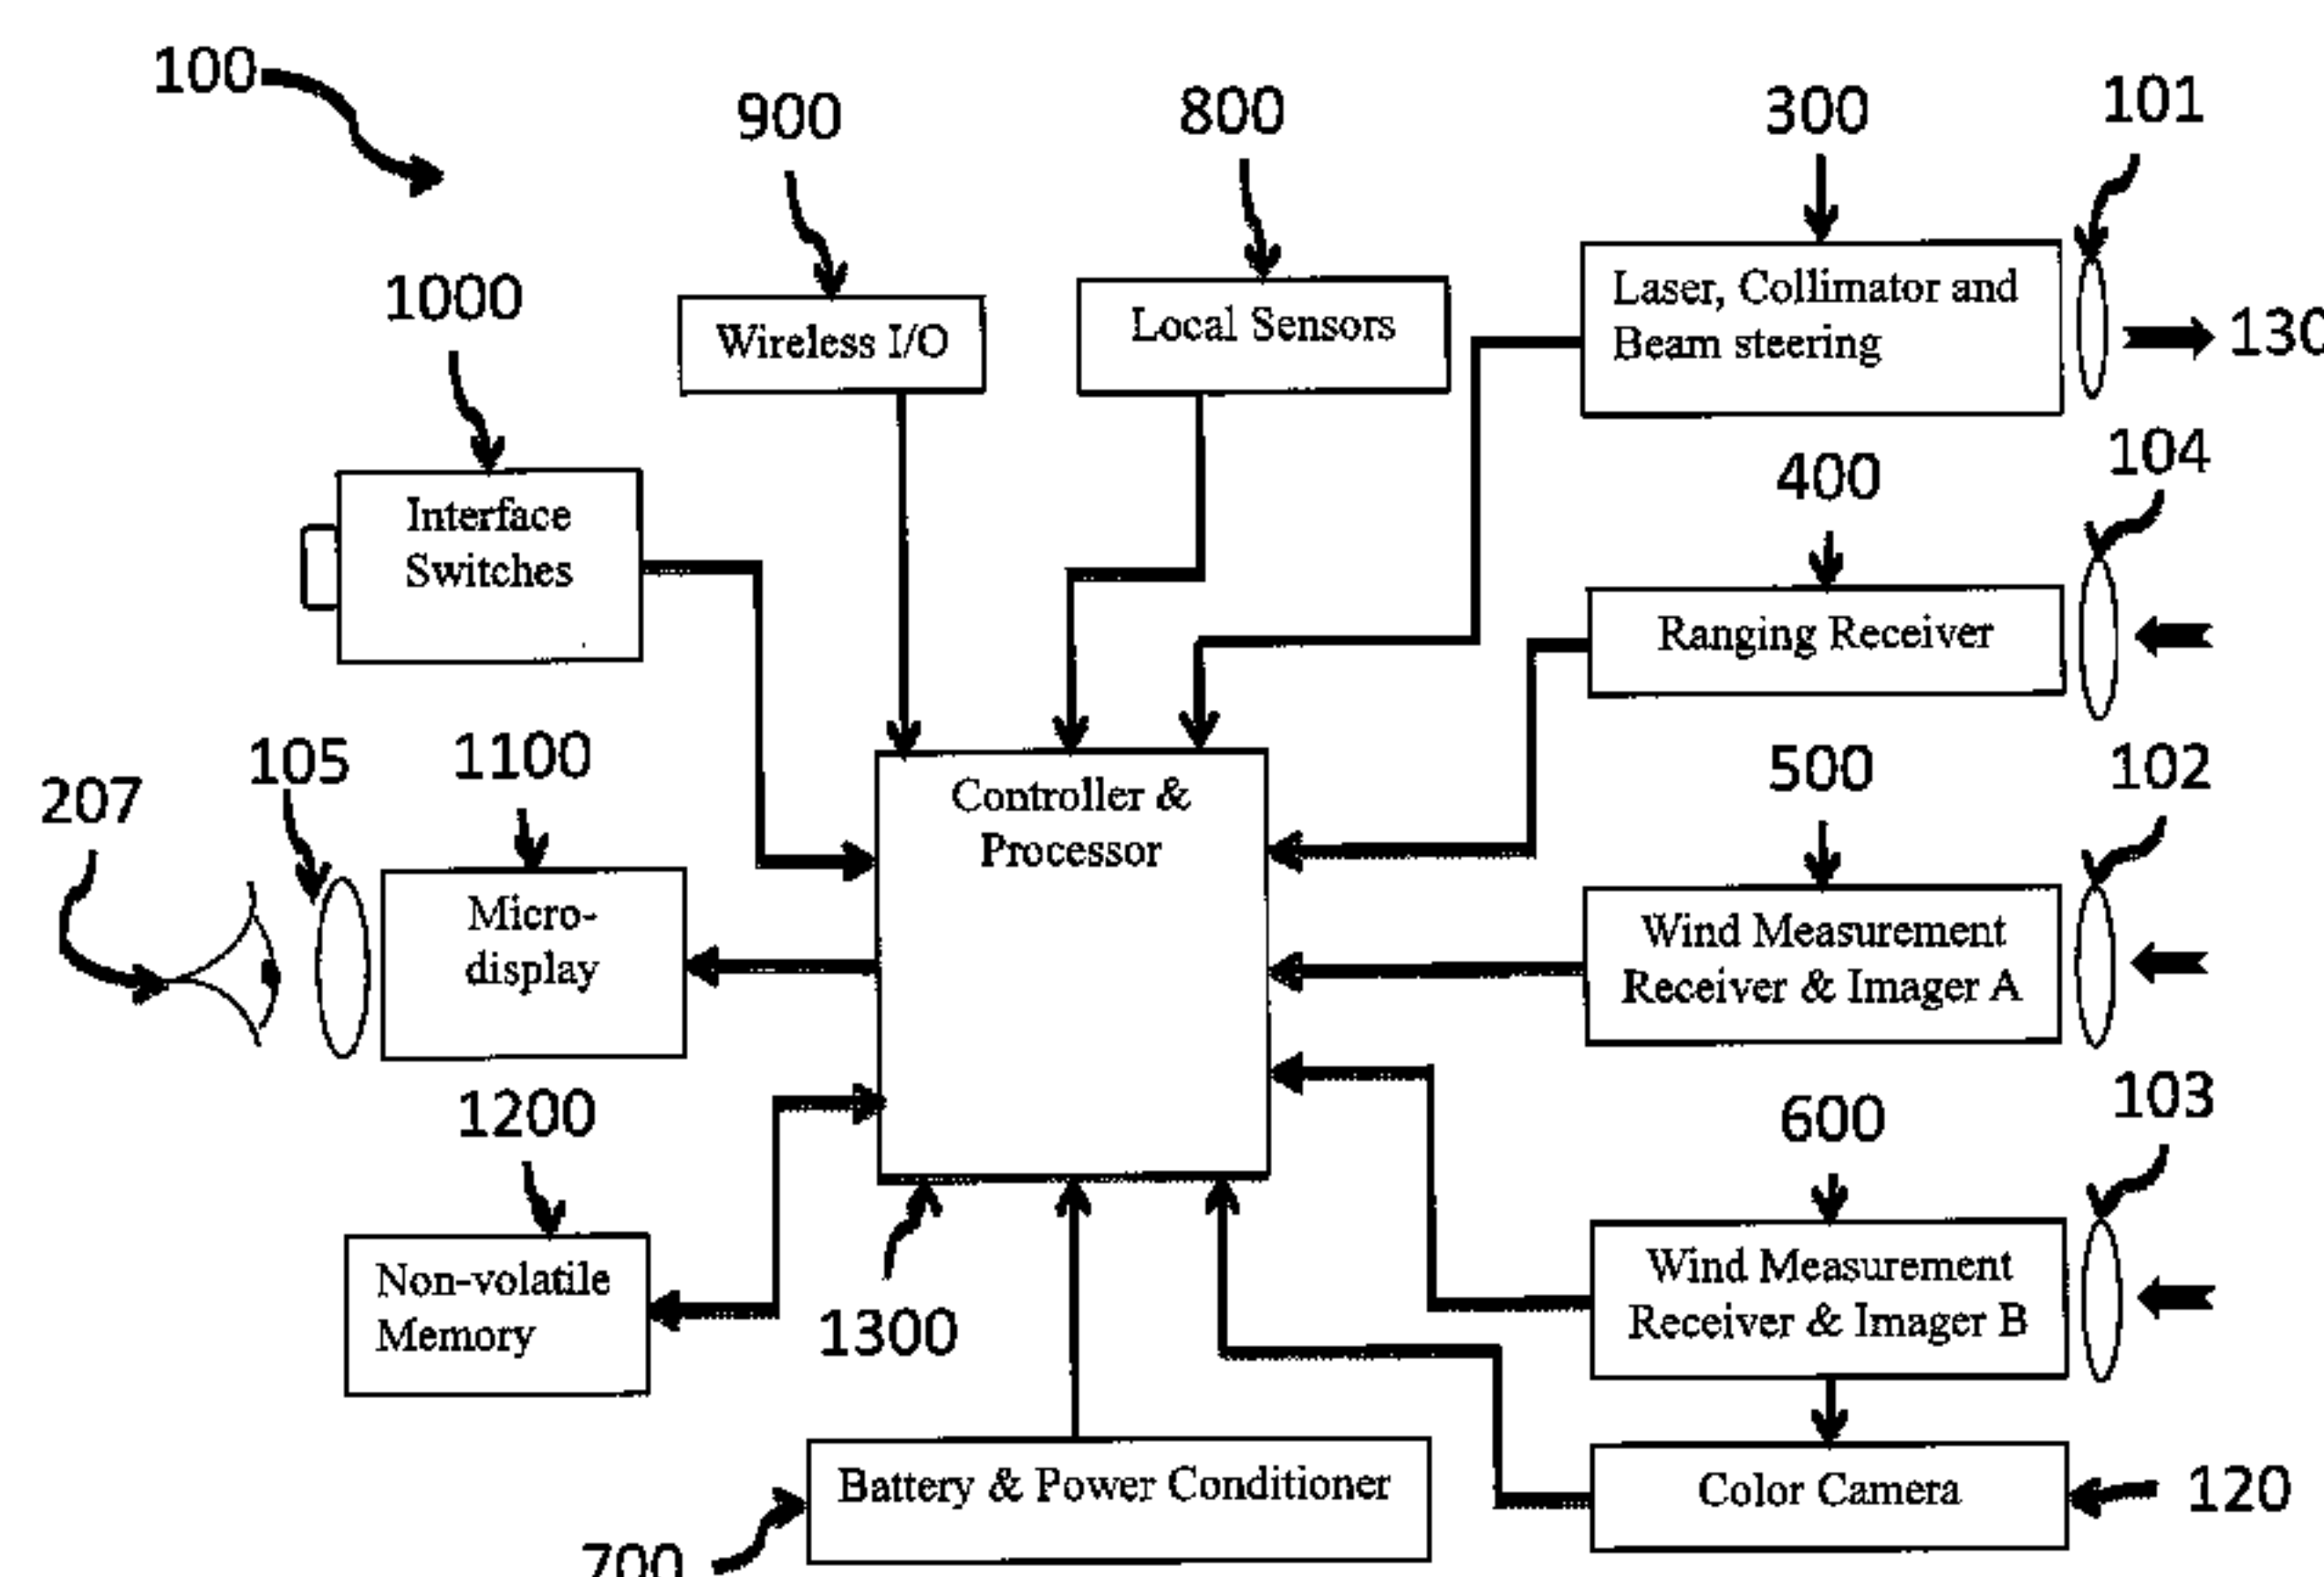 100
900
800
300
101
1000
Wireless I/O
Local Sensors
Laser, Collimator and
Beam steering
130
400
104
Interface
Switches
Ranging Receiver
207
105
1100
500
102
Controller &
Processor
Micro-
display
Wind Measurement
Receiver & Imager A
1200
600
103
Non-volatile
Memory
1300
Wind Measurement
Receiver & Imager B
Battery & Power Conditioner
Color Camera
120
700